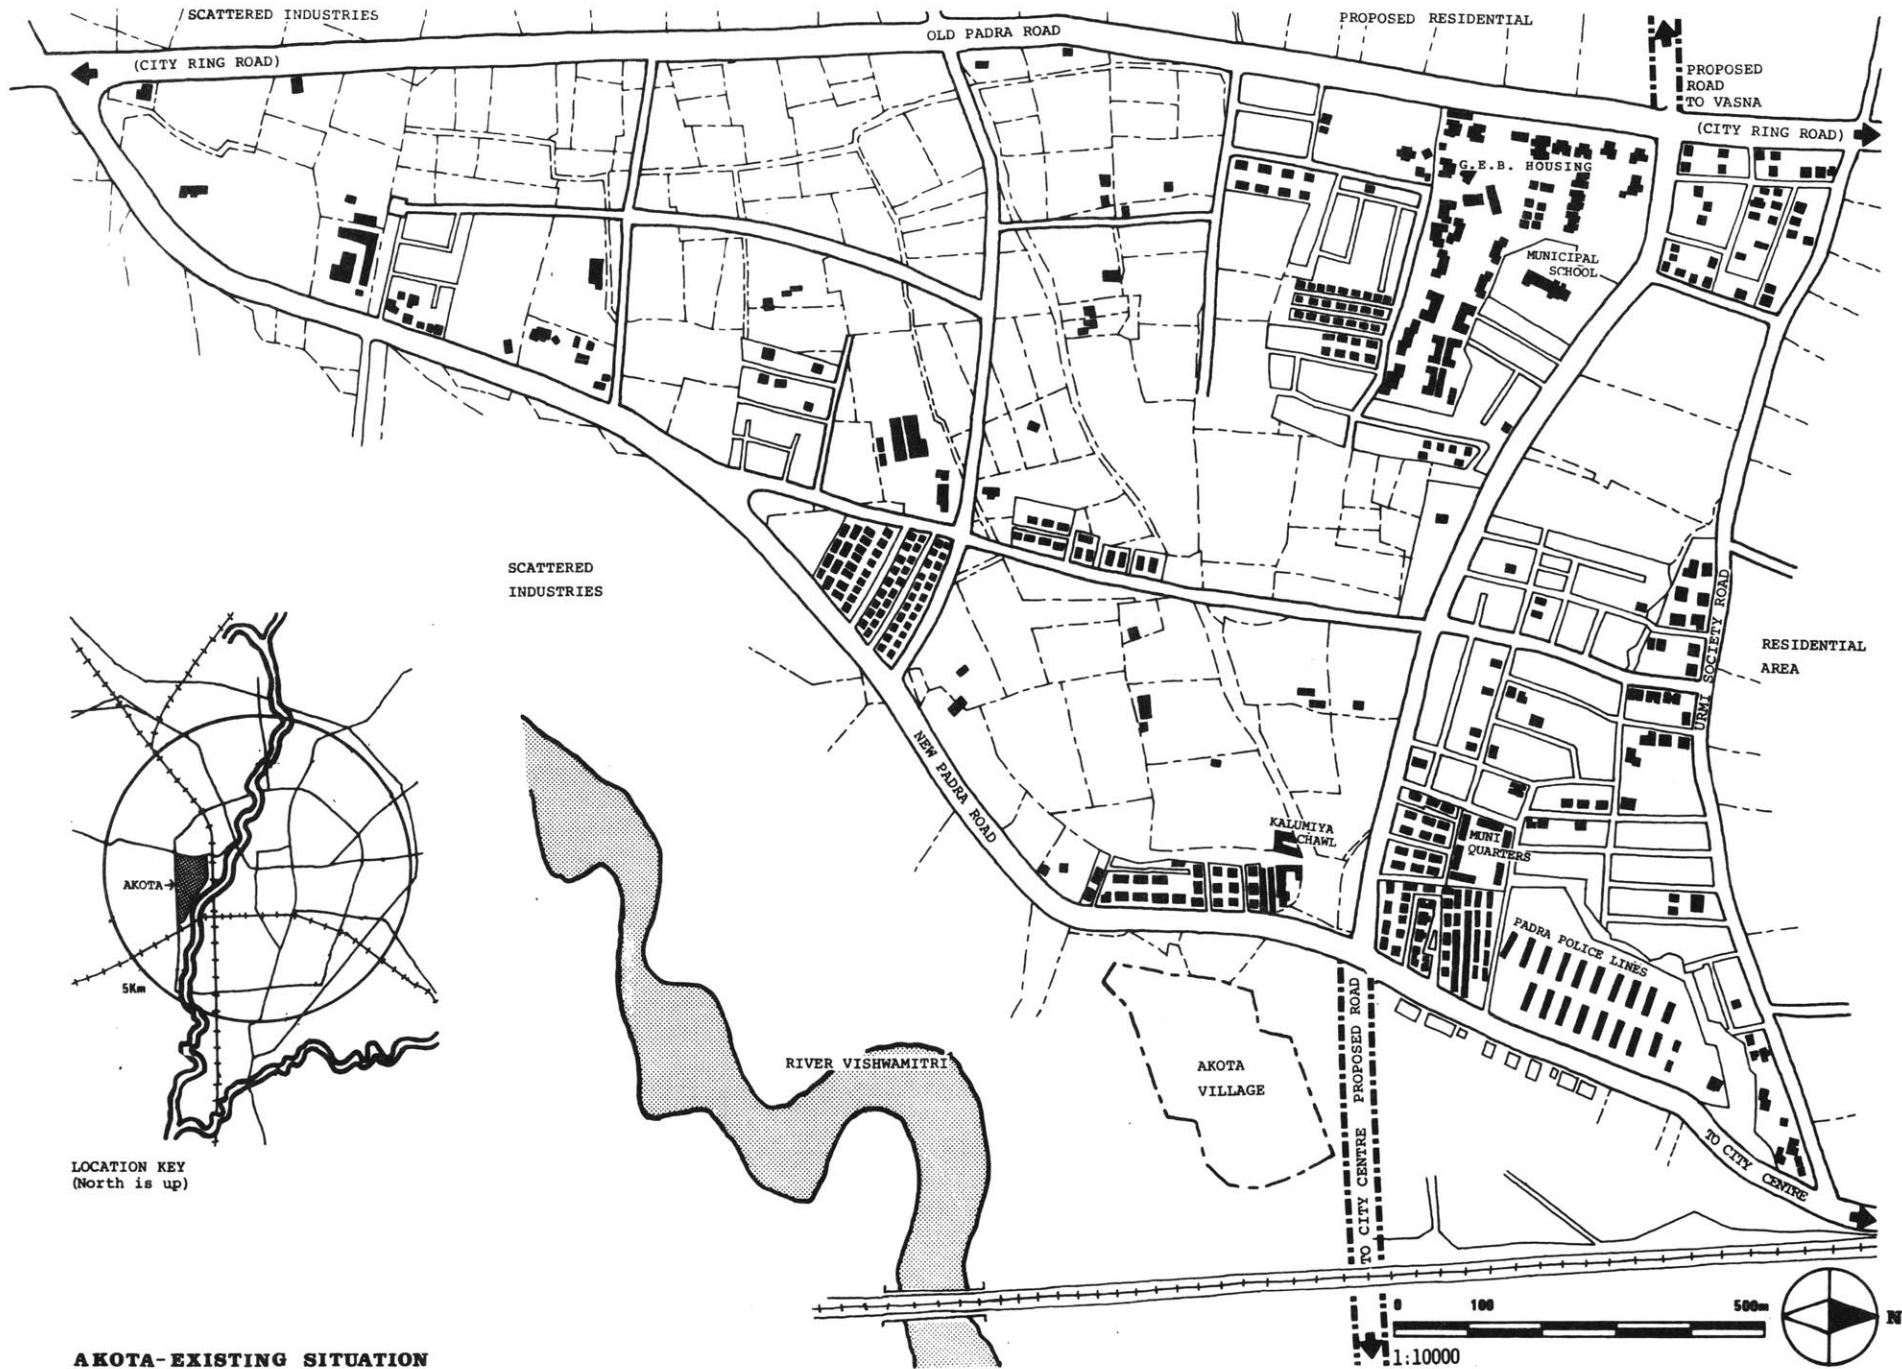 SCATTERED INDUSTRIES
PROPOSED RESIDENTIAL
OLD PADRA ROAD
(CITY RING ROAD)
PROPOSED
ROAD
TO VASNA
(CITY RING ROAD)
G.E.B. HOUSING
MUNICIPAL
SCHOOL
SCATTERED
INDUSTRIES
URMI SOCIETY ROAD
RESIDENTIAL
AREA
NEW PADRA ROAD
KALUMIYA
CHAWL
MUNI
QUARTERS
AKOTA
5Km
PADRA POLICE LINES
RIVER VISHWAMITRI
AKOTA
VILLAGE
TO CITY CENTRE PROPOSED ROAD
TO CITY CENTRE
LOCATION KEY
(North is up)
0 100 500m
N
1:10000
AKOTA-EXISTING SITUATION